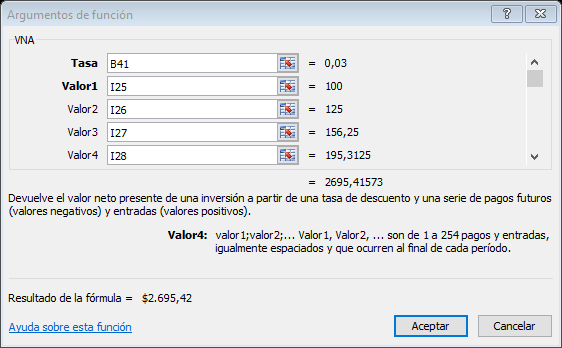 Argumentos de función
VNA
Tasa B41 = 0,03
Valor1 I25 = 100
Valor2 I26 = 125
Valor3 I27 = 156,25
Valor4 I28 = 195,3125
= 2695,41573
Devuelve el valor neto presente de una inversión a partir de una tasa de descuento y una serie de pagos futuros
(valores negativos) y entradas (valores positivos).
Valor4: valor1;valor2;... Valor1, Valor2, ... son de 1 a 254 pagos y entradas,
igualmente espaciados y que ocurren al final de cada período.
Resultado de la fórmula = $2.695,42
Ayuda sobre esta función
Aceptar
Cancelar